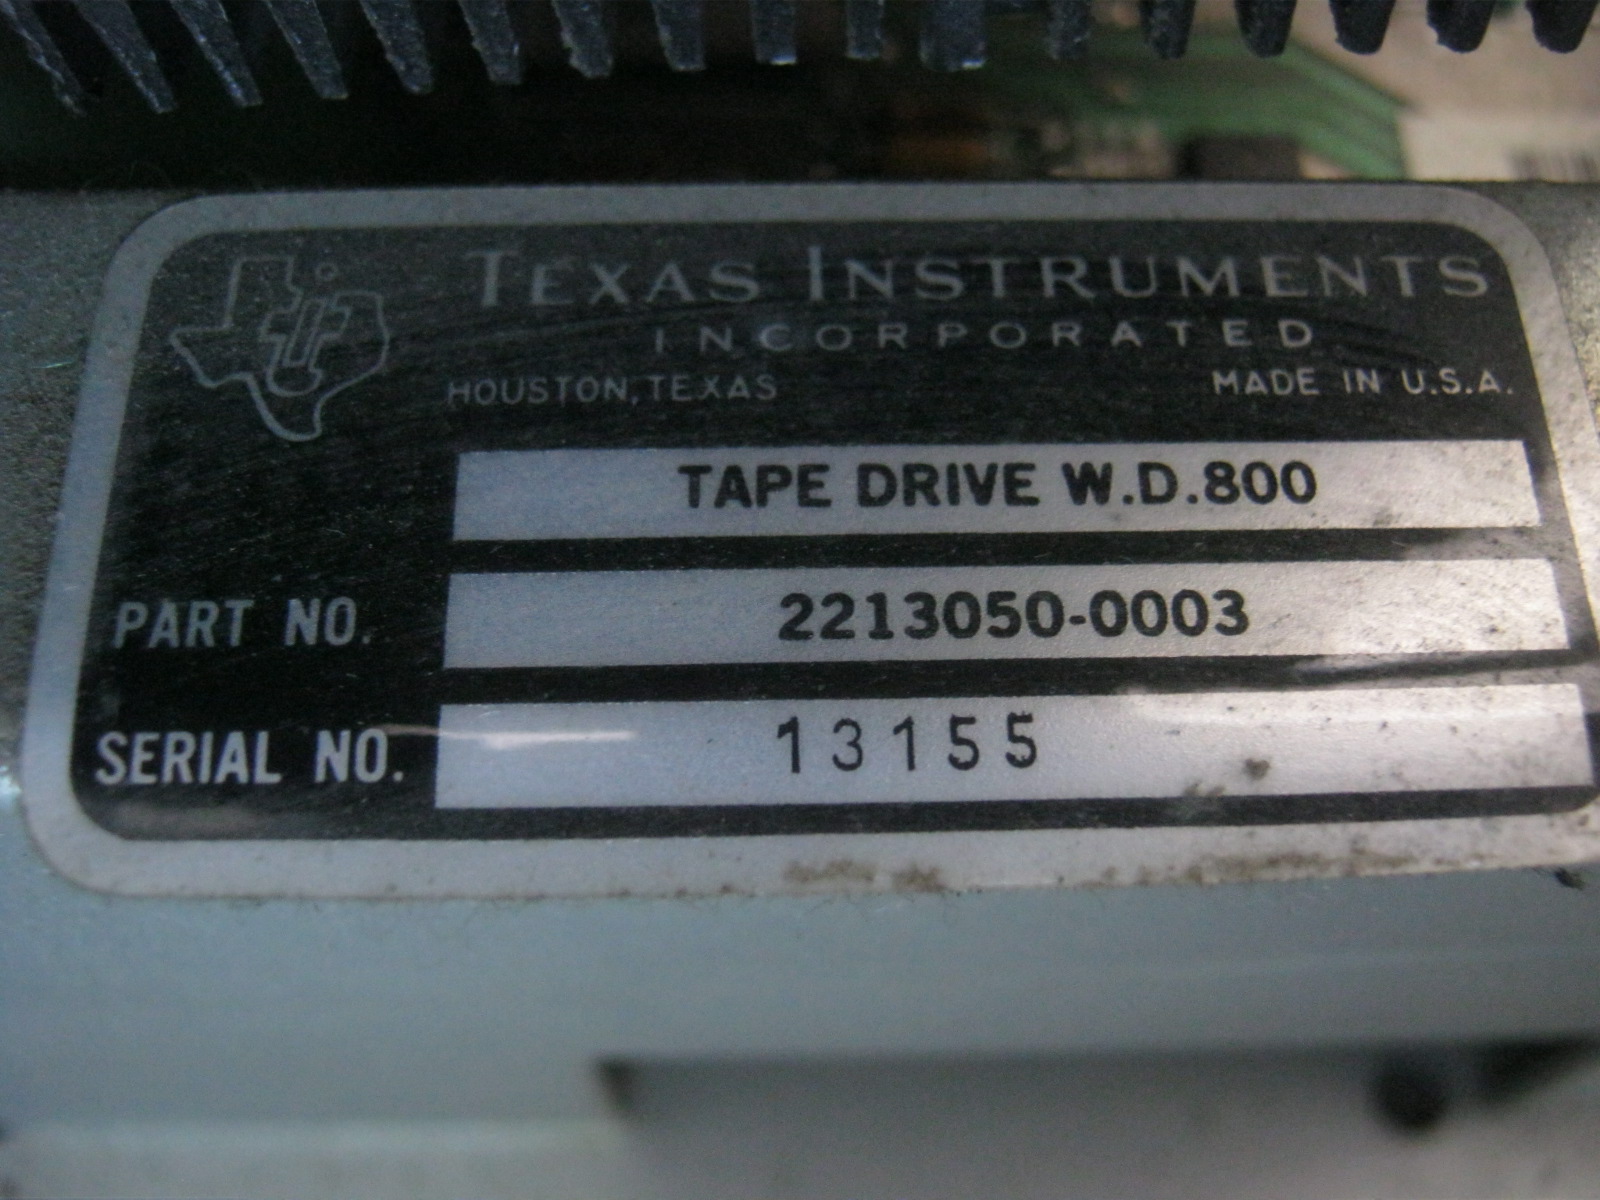 TEXAS INSTRUMENTS
INCORPORATED
HOUSTON, TEXAS MADE IN U.S.A.
TAPE DRIVE W.D.800
PART NO. 2213050-0003
SERIAL NO. 13155